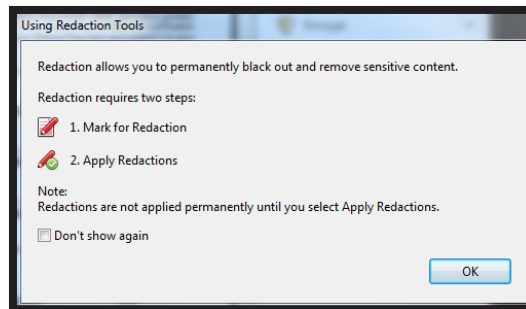 Using Redaction Tools
Encrypt
Redaction allows you to permanently black out and remove sensitive content.
Redaction requires two steps:
1. Mark for Redaction
2. Apply Redactions
Note:
Redactions are not applied permanently until you select Apply Redactions.
Don't show again
OK